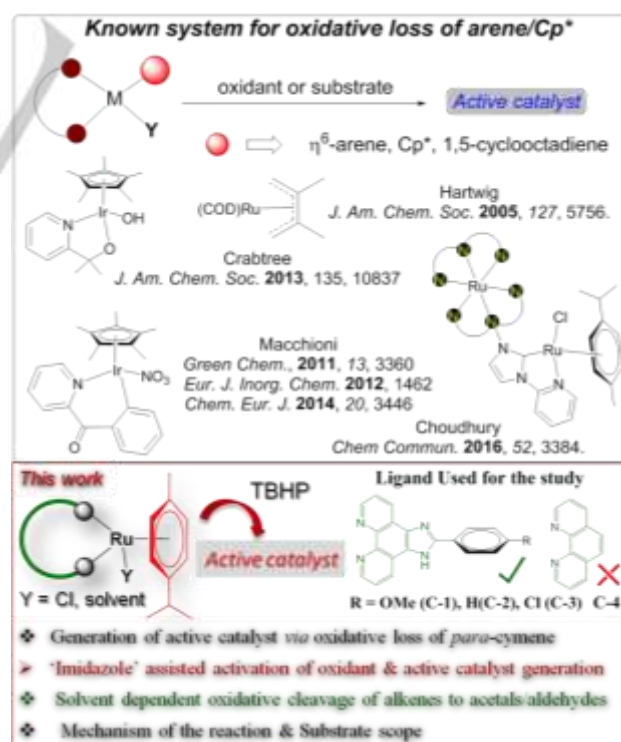 Known system for oxidative loss of arene/Cp*
M
Y
oxidant or substrate
Active catalyst
η⁶-arene, Cp*, 1,5-cyclooctadiene
Ir
OH
N
O
Crabtree
J. Am. Chem. Soc. 2013, 135, 10837
(COD)Ru
Hartwig
J. Am. Chem. Soc. 2005, 127, 5756.
Ir
NO₃
N
O
Macchioni
Green Chem., 2011, 13, 3360
Eur. J. Inorg. Chem. 2012, 1462
Chem. Eur. J. 2014, 20, 3446
Ru
Cl
N
Ru
N
N
Choudhury
Chem Commun. 2016, 52, 3384.
This work
Ru
Y
Y = Cl, solvent
TBHP
Active catalyst
Ligand Used for the study
N
N
N
N
H
R
N
N
R = OMe (C-1), H(C-2), Cl (C-3) C-4
❖ Generation of active catalyst via oxidative loss of para-cymene
➤ 'Imidazole' assisted activation of oxidant & active catalyst generation
❖ Solvent dependent oxidative cleavage of alkenes to acetals/aldehydes
❖ Mechanism of the reaction & Substrate scope